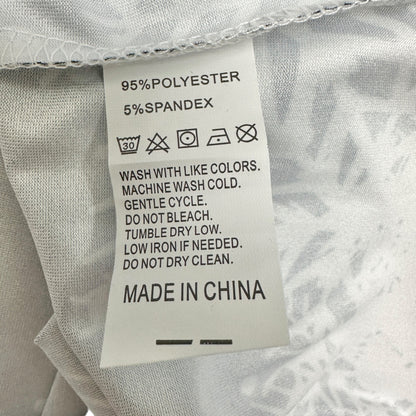 95%POLYESTER
5%SPANDEX
30
WASH WITH LIKE COLORS.
MACHINE WASH COLD.
GENTLE CYCLE.
DO NOT BLEACH.
TUMBLE DRY LOW.
LOW IRON IF NEEDED.
DO NOT DRY CLEAN.
MADE IN CHINA